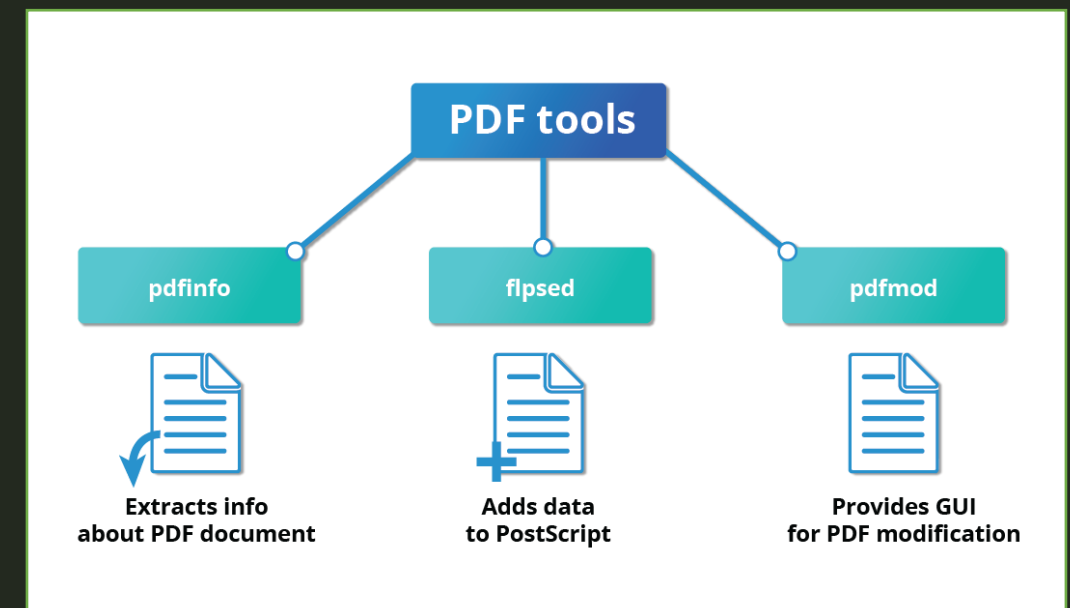 PDF tools
pdfinfo
flpsed
pdfmod
Extracts info
about PDF document
Adds data
to PostScript
Provides GUI
for PDF modification